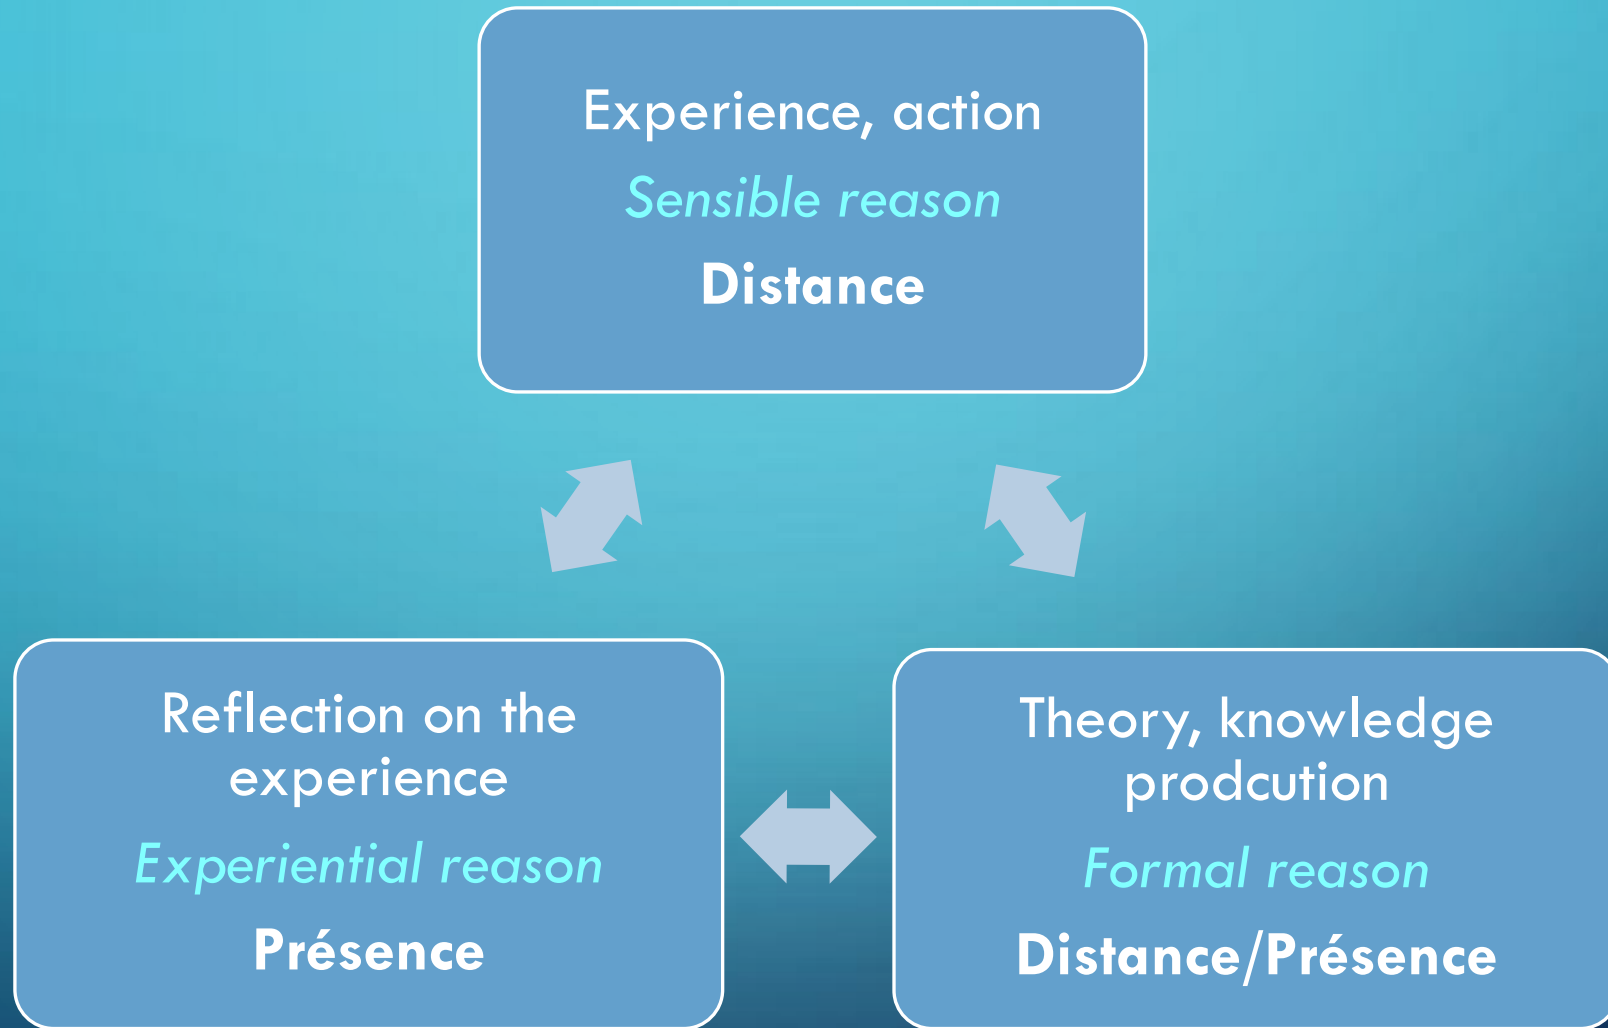 Experience, action
Sensible reason
Distance
Reflection on the
experience
Experiential reason
Présence
Theory, knowledge
prodcution
Formal reason
Distance/Présence